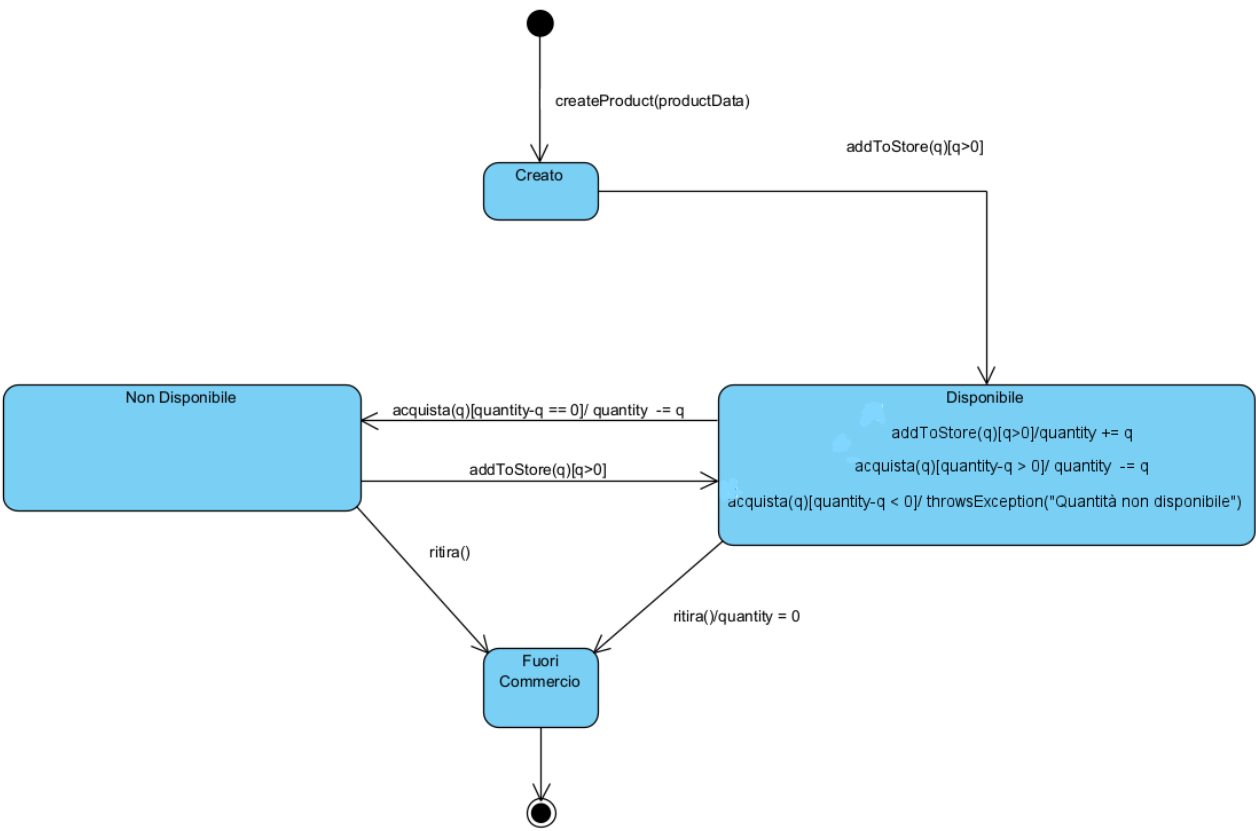 createProduct(productData)
addToStore(q)[q>0]
Creato
Non Disponibile
Disponibile
acquista(q)[quantity-q == 0]/ quantity -= q
addToStore(q)[q>0]/quantity += q
acquista(q)[quantity-q > 0]/ quantity -= q
addToStore(q)[q>0]
acquista(q)[quantity-q < 0]/ throwsException("Quantità non disponibile")
ritira()
ritira()/quantity = 0
Fuori
Commercio